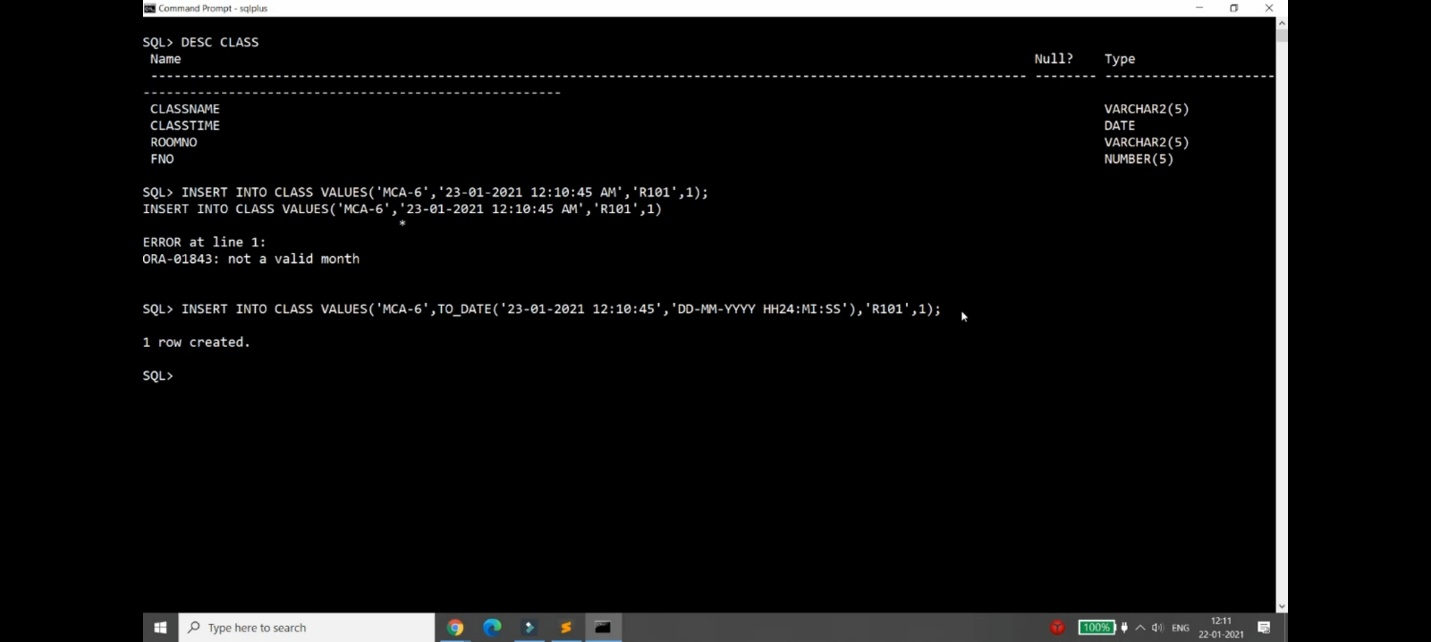 Command Prompt - sqlplus
SQL> DESC CLASS
Name Null? Type
----------------------------------------------------------------------------------------------------------------- -------- ----------------------
------------------------------------------------------
CLASSNAME VARCHAR2(5)
CLASSTIME DATE
ROOMNO VARCHAR2(5)
FNO NUMBER(5)
SQL> INSERT INTO CLASS VALUES('MCA-6','23-01-2021 12:10:45 AM','R101',1);
INSERT INTO CLASS VALUES('MCA-6','23-01-2021 12:10:45 AM','R101',1)
*
ERROR at line 1:
ORA-01843: not a valid month
SQL> INSERT INTO CLASS VALUES('MCA-6',TO_DATE('23-01-2021 12:10:45','DD-MM-YYYY HH24:MI:SS'),'R101',1);
1 row created.
SQL>
Type here to search
100%
ENG
12:11
22-01-2021